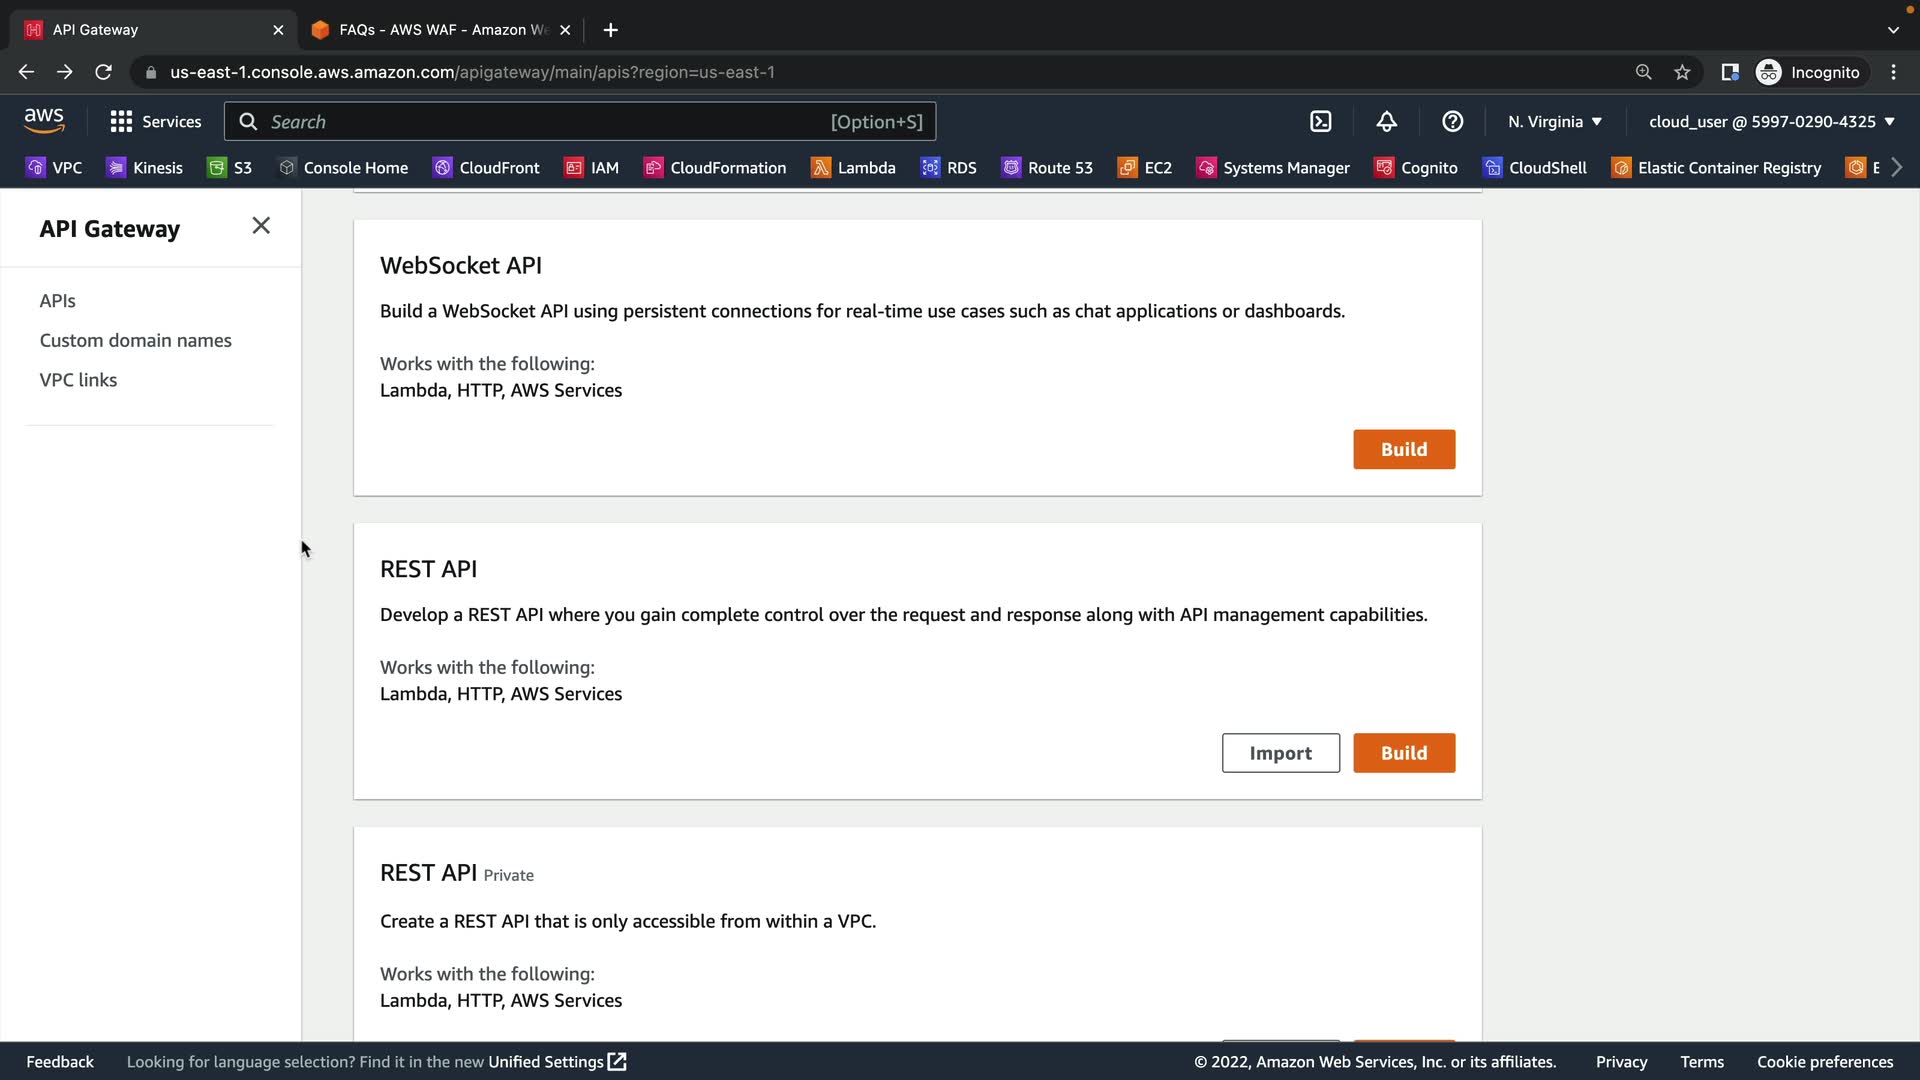 API Gateway
FAQs - AWS WAF - Amazon We
us-east-1.console.aws.amazon.com/apigateway/main/apis?region=us-east-1
Incognito
aws
Services
Search
[Option+S]
N. Virginia
cloud_user @ 5997-0290-4325
VPC
Kinesis
S3
Console Home
CloudFront
IAM
CloudFormation
Lambda
RDS
Route 53
EC2
Systems Manager
Cognito
CloudShell
Elastic Container Registry
E
API Gateway
APIs
Custom domain names
VPC links
WebSocket API
Build a WebSocket API using persistent connections for real-time use cases such as chat applications or dashboards.
Works with the following:
Lambda, HTTP, AWS Services
Build
REST API
Develop a REST API where you gain complete control over the request and response along with API management capabilities.
Works with the following:
Lambda, HTTP, AWS Services
Import
Build
REST API Private
Create a REST API that is only accessible from within a VPC.
Works with the following:
Lambda, HTTP, AWS Services
Feedback
Looking for language selection? Find it in the new Unified Settings
© 2022, Amazon Web Services, Inc. or its affiliates.
Privacy
Terms
Cookie preferences